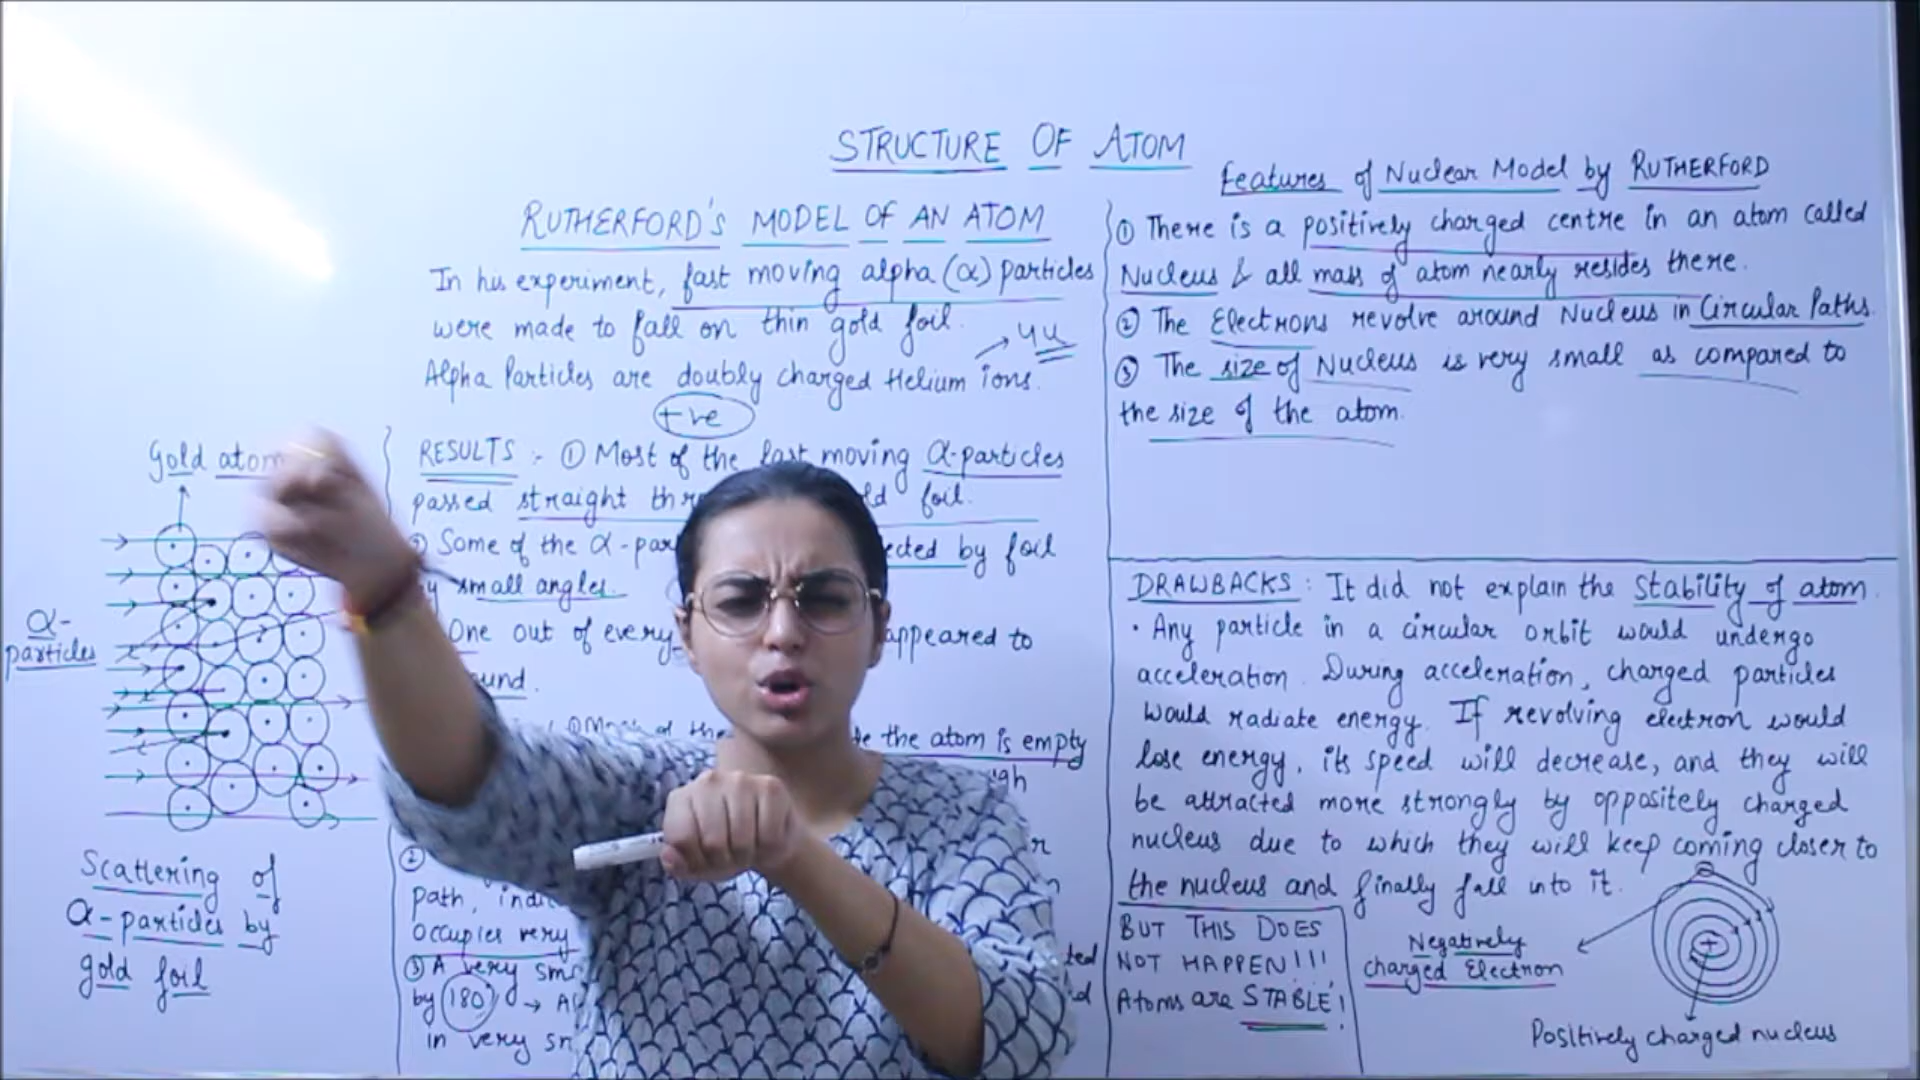 STRUCTURE OF ATOM
RUTHERFORD'S MODEL OF AN ATOM
In his experiment, fast moving alpha (α) particles
were made to fall on thin gold foil.
→ 4u
Alpha Particles are doubly charged Helium ions.
+ve
RESULTS :- ① Most of the fast moving α-particles
passed straight foil.
② Some of the α- by foil
small angles.
One out of every appeared to
① of the the atom is empty
②
path,
occupies very
③ A very
by 180° →
in very
Gold atom
α-
particles
Scattering of
α-particles by
gold foil
Features of Nuclear Model by RUTHERFORD
① There is a positively charged centre in an atom called
Nucleus & all mass of atom nearly resides there.
② The Electrons revolve around Nucleus in Circular Paths.
③ The size of Nucleus is very small as compared to
the size of the atom.
DRAWBACKS : It did not explain the Stability of atom.
• Any particle in a circular orbit would undergo
acceleration. During acceleration, charged particles
would radiate energy. If revolving electron would
lose energy, its speed will decrease, and they will
be attracted more strongly by oppositely charged
nucleus due to which they will keep coming closer to
the nucleus and finally fall into it.
BUT THIS DOES
NOT HAPPEN!!!
Atoms are STABLE!
Negatively
charged Electron
+
Positively charged nucleus